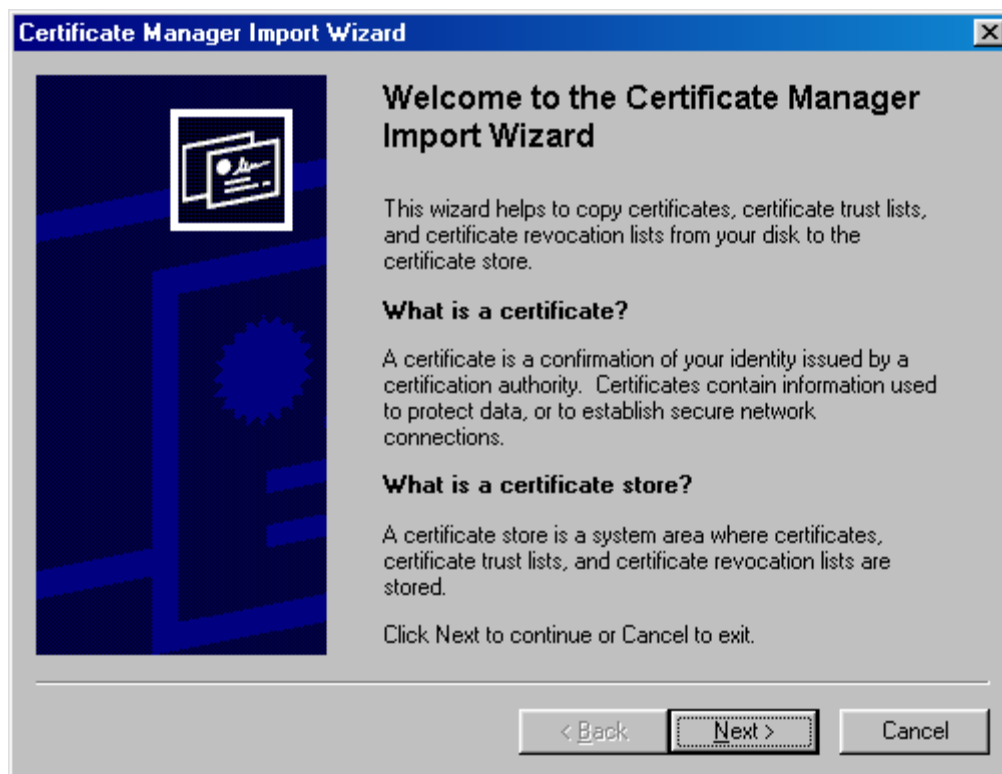 Certificate Manager Import Wizard
Welcome to the Certificate Manager
Import Wizard
This wizard helps to copy certificates, certificate trust lists,
and certificate revocation lists from your disk to the
certificate store.
What is a certificate?
A certificate is a confirmation of your identity issued by a
certification authority.  Certificates contain information used
to protect data, or to establish secure network
connections.
What is a certificate store?
A certificate store is a system area where certificates,
certificate trust lists, and certificate revocation lists are
stored.
Click Next to continue or Cancel to exit.
< Back Next > Cancel